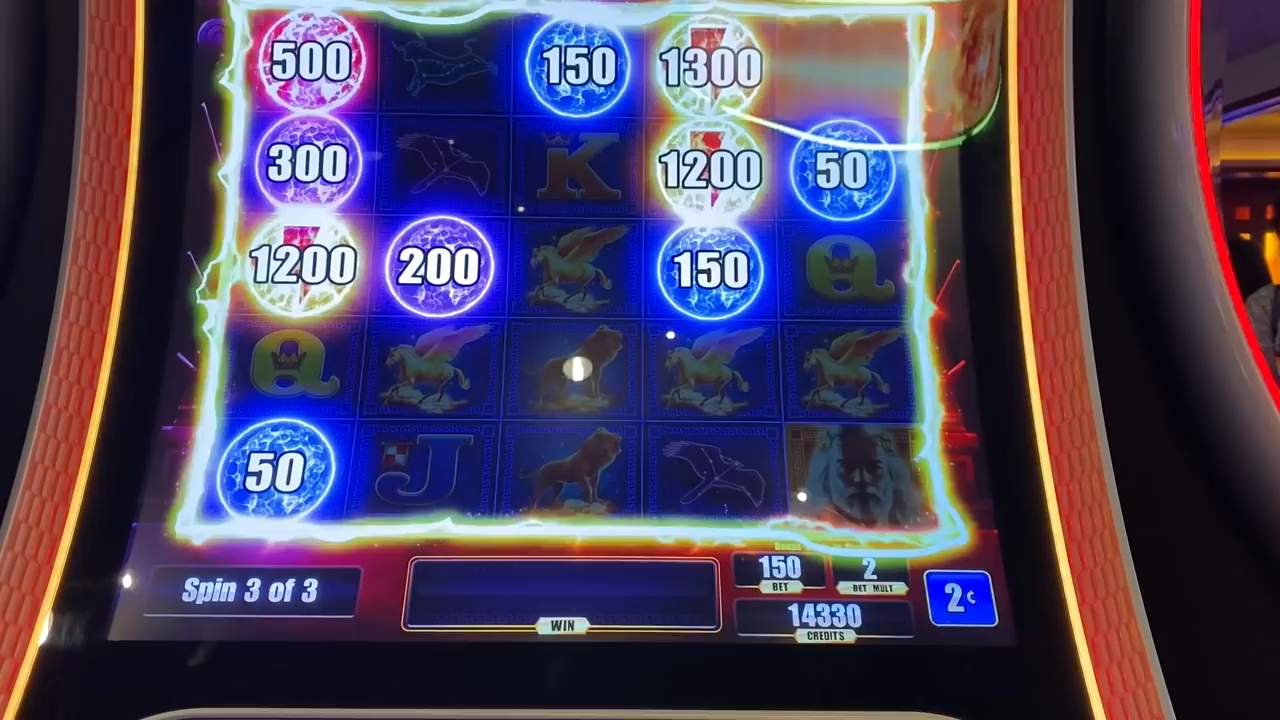 500 150 1300
300 K 1200 50
1200 200 150 Q
Q
50 J
Spin 3 of 3
WIN
150 2
BET BET MULT
14330
CREDITS
2¢